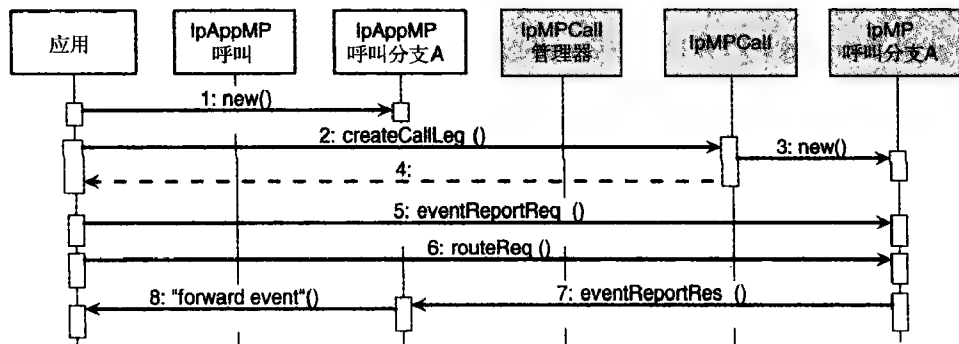 应用
IpAppMP
呼叫
IpAppMP
呼叫分支A
IpMPCall
管理器
IpMPCall
IpMP
呼叫分支A
1: new()
2: createCallLeg ()
3: new()
4:
5: eventReportReq ()
6: routeReq ()
7: eventReportRes ()
8: "forward event"()